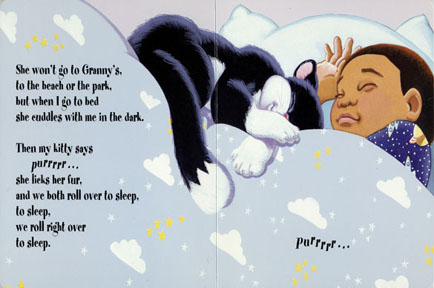 She won't go to Granny's,
to the beach or the park,
but when I go to bed
she cuddles with me in the dark.
Then my kitty says
purrrrr...
she licks her fur,
and we both roll over to sleep,
to sleep,
we roll right over
to sleep.
purrrrr...